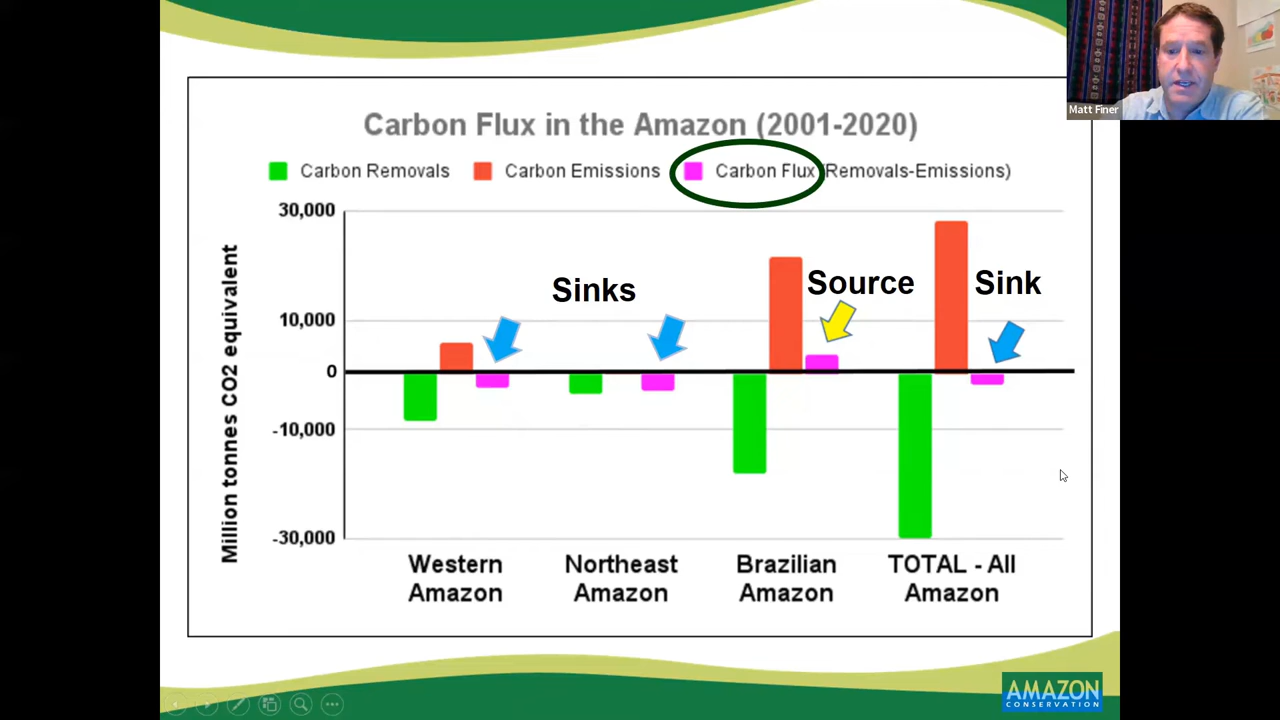 Matt Finer
Carbon Flux in the Amazon (2001-2020)
Carbon Removals Carbon Emissions Carbon Flux (Removals-Emissions)
Million tonnes CO2 equivalent
30,000
10,000
0
-10,000
-30,000
Sinks
Source
Sink
Western Amazon
Northeast Amazon
Brazilian Amazon
TOTAL - All Amazon
AMAZON
CONSERVATION